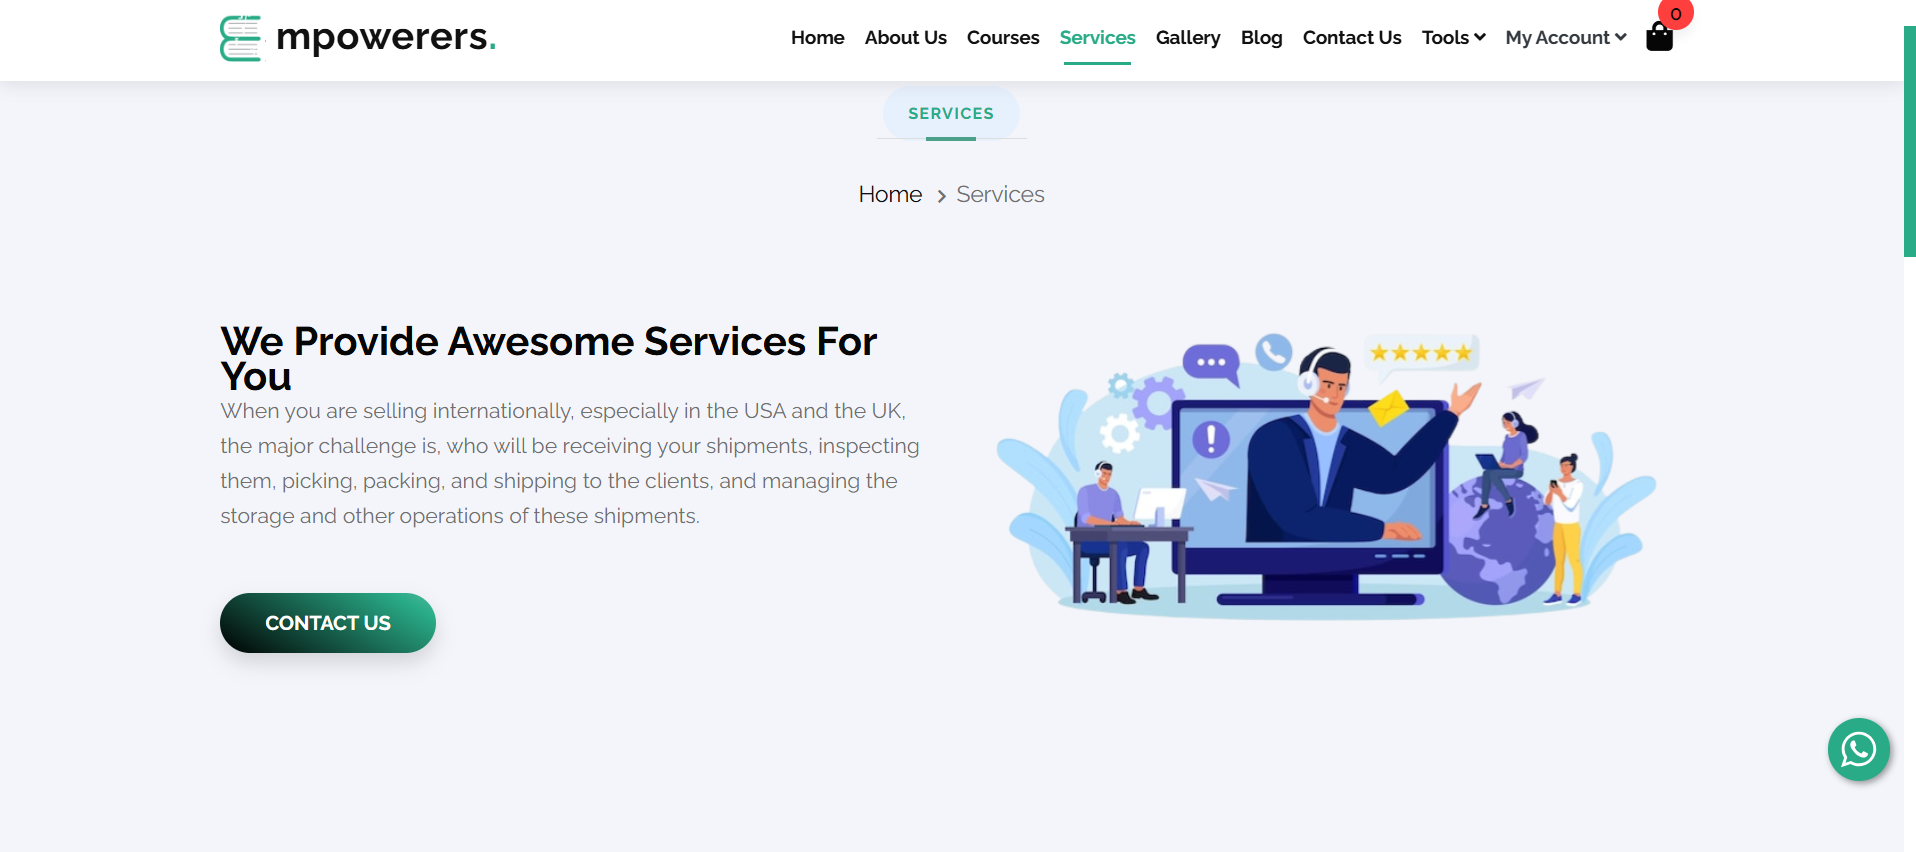 mpowerers.
Home About Us Courses Services Gallery Blog Contact Us Tools My Account 0
SERVICES
Home > Services
We Provide Awesome Services For
You
When you are selling internationally, especially in the USA and the UK,
the major challenge is, who will be receiving your shipments, inspecting
them, picking, packing, and shipping to the clients, and managing the
storage and other operations of these shipments.
CONTACT US